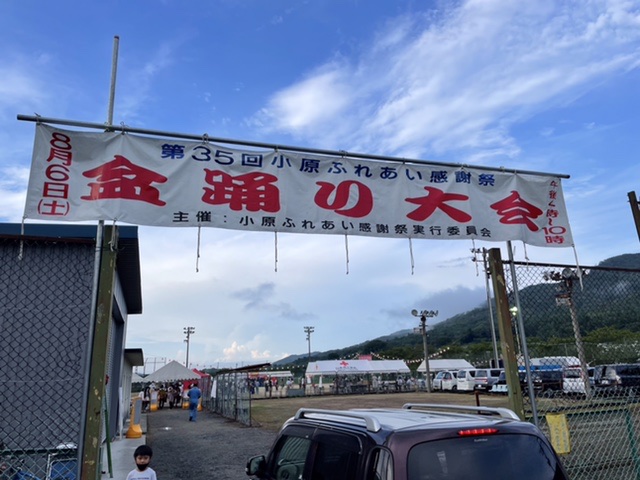 8月6日(土)
第35回小原ふれあい感謝祭
盆踊り大会
主催:小原ふれあい感謝祭実行委員会
10時